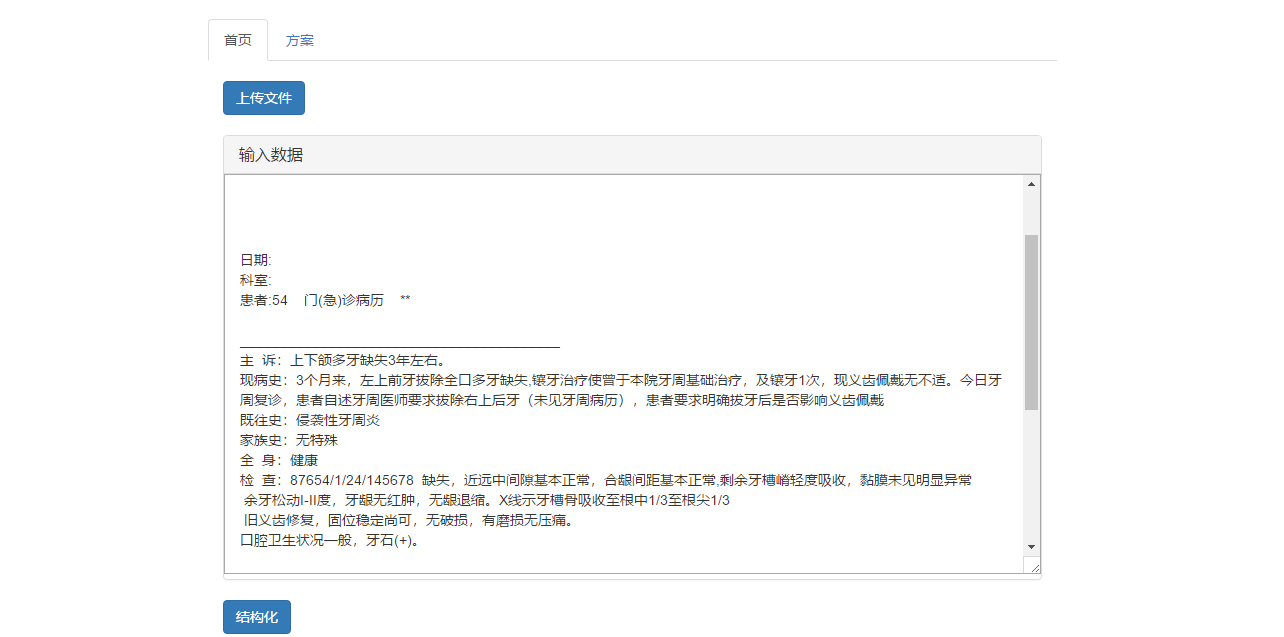 首页 方案
上传文件
输入数据
日期:
科室:
患者:54 门(急)诊病历 **
________________________________________
主 诉：上下颌多牙缺失3年左右。
现病史：3个月来，左上前牙拔除全口多牙缺失,镶牙治疗使曾于本院牙周基础治疗，及镶牙1次，现义齿佩戴无不适。今日牙
周复诊，患者自述牙周医师要求拔除右上后牙（未见牙周病历），患者要求明确拔牙后是否影响义齿佩戴
既往史：侵袭性牙周炎
家族史：无特殊
全 身：健康
检 查：87654/1/24/145678 缺失，近远中间隙基本正常，合龈间距基本正常,剩余牙槽嵴轻度吸收，黏膜未见明显异常
余牙松动I-II度，牙龈无红肿，无龈退缩。X线示牙槽骨吸收至根中1/3至根尖1/3
旧义齿修复，固位稳定尚可，无破损，有磨损无压痛。
口腔卫生状况一般，牙石(+)。
结构化